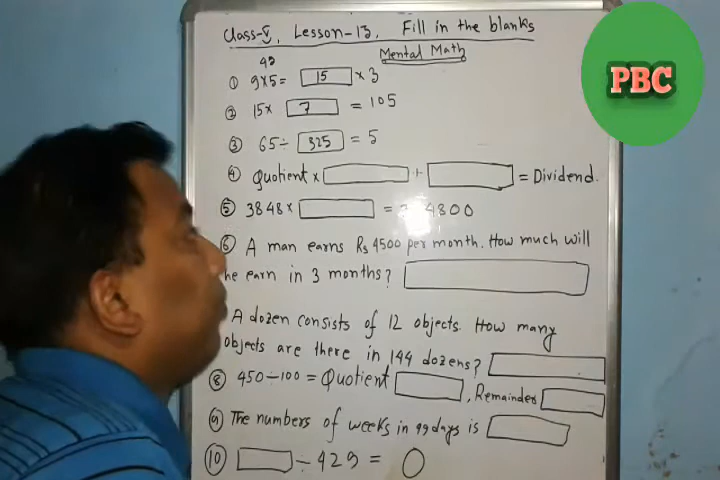 Class-V, Lesson-13, Fill in the blanks
Mental Math
45
① 9×5= 15 ×3
② 15× 7 = 105
③ 65÷ 325 = 5
④ Quotient × + = Dividend.
⑤ 3848× = 4800
⑥ A man earns Rs 4500 per month. How much will
he earn in 3 months?
A dozen consists of 12 objects. How many
objects are there in 144 dozens?
⑧ 450÷100 = Quotient , Remainder
⑨ The numbers of weeks in 99 days is
⑩ ÷ 429 = 0
PBC